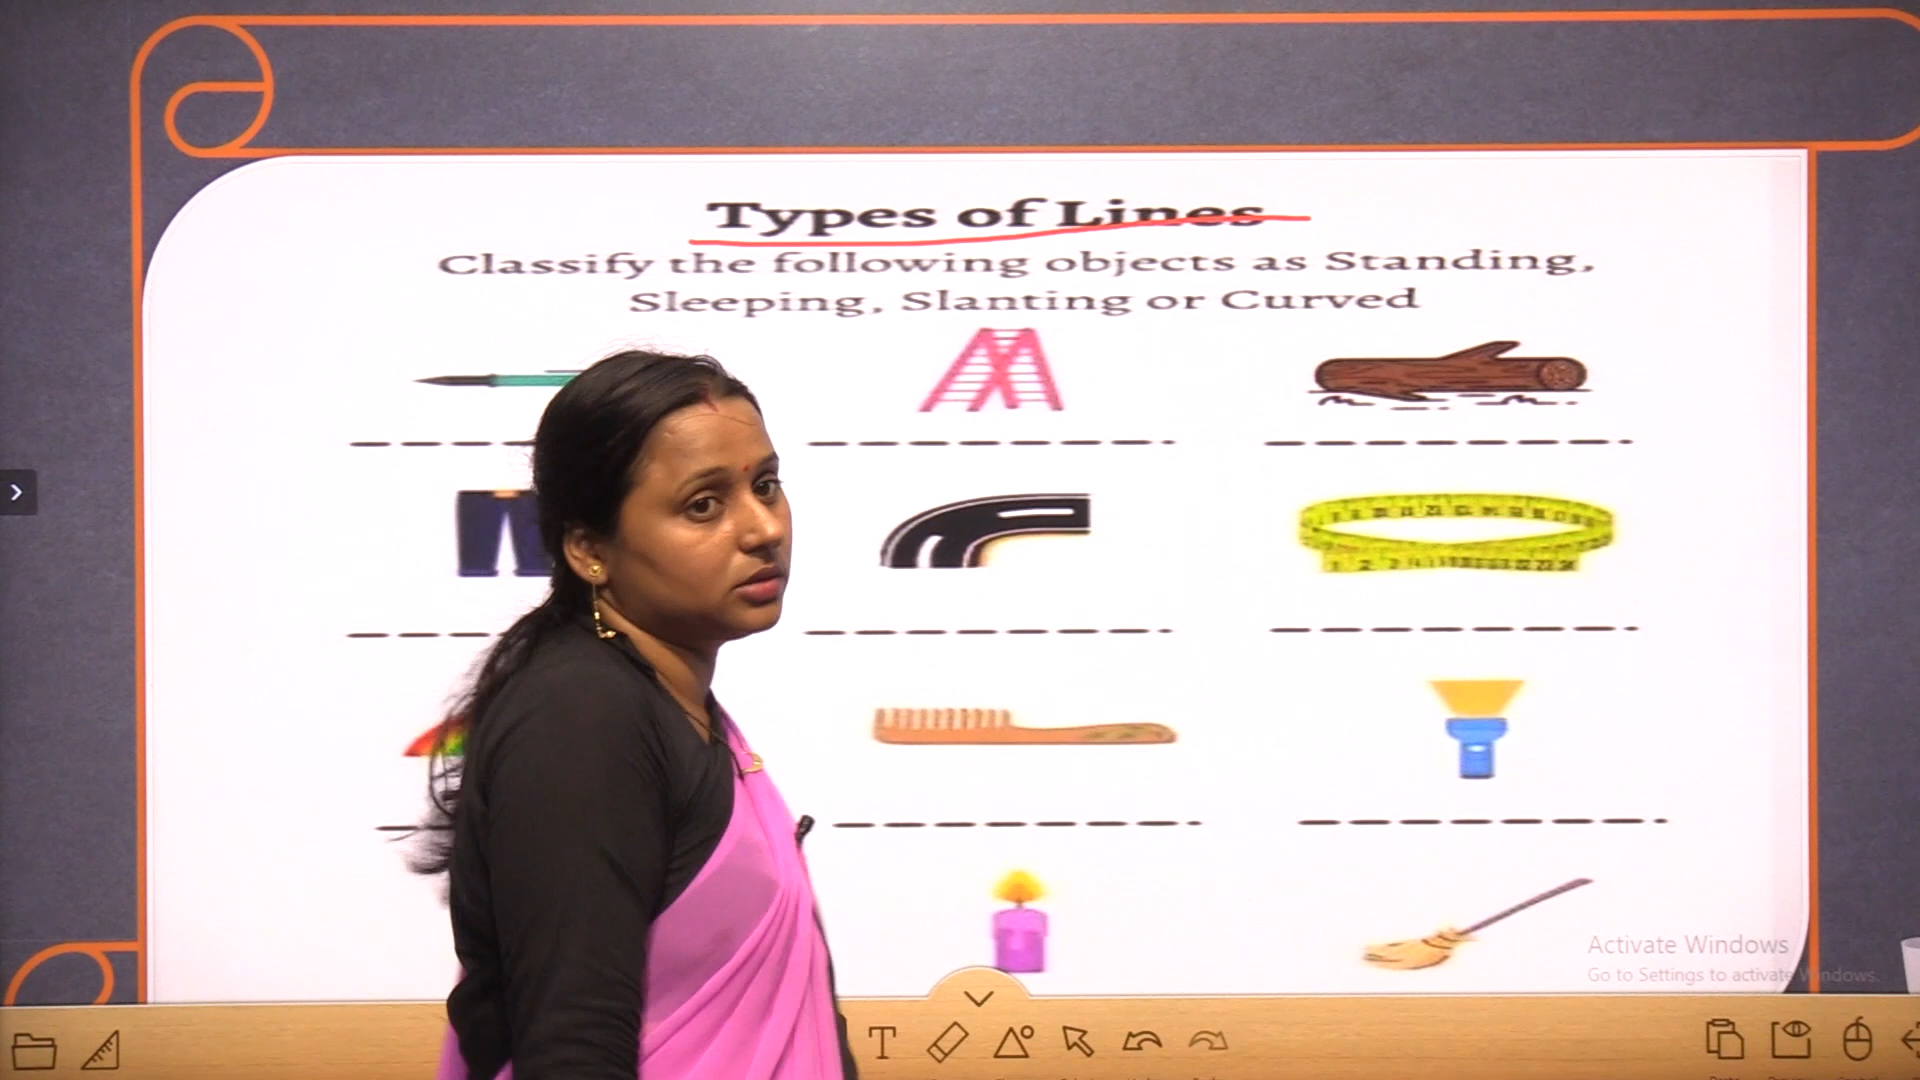 Types of Lines
Classify the following objects as Standing,
Sleeping, Slanting or Curved
Activate Windows
Go to Settings to activate Windows.
T